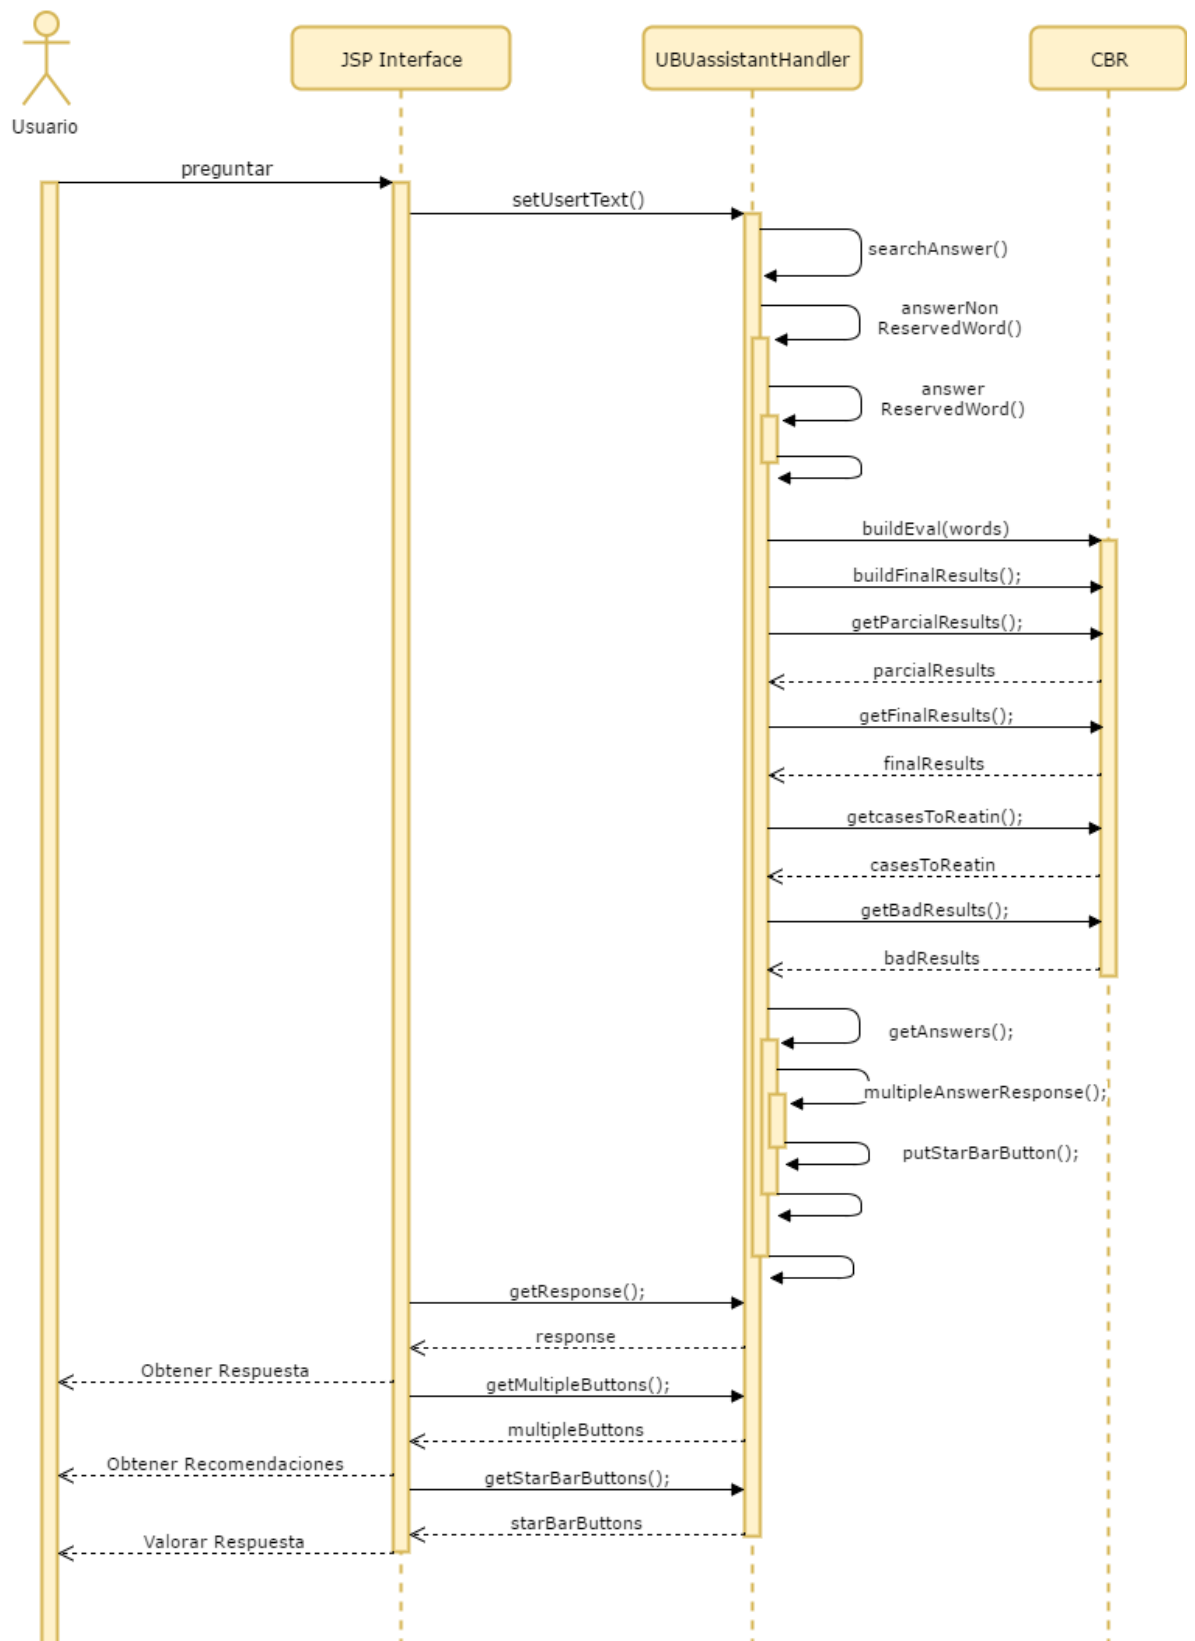 JSP Interface
UBUassistantHandler
CBR
Usuario
preguntar
setUsertText()
searchAnswer()
answerNon
ReservedWord()
answer
ReservedWord()
buildEval(words)
buildFinalResults();
getParcialResults();
parcialResults
getFinalResults();
finalResults
getcasesToReatin();
casesToReatin
getBadResults();
badResults
getAnswers();
multipleAnswerResponse();
putStarBarButton();
getResponse();
response
Obtener Respuesta
getMultipleButtons();
multipleButtons
Obtener Recomendaciones
getStarBarButtons();
starBarButtons
Valorar Respuesta